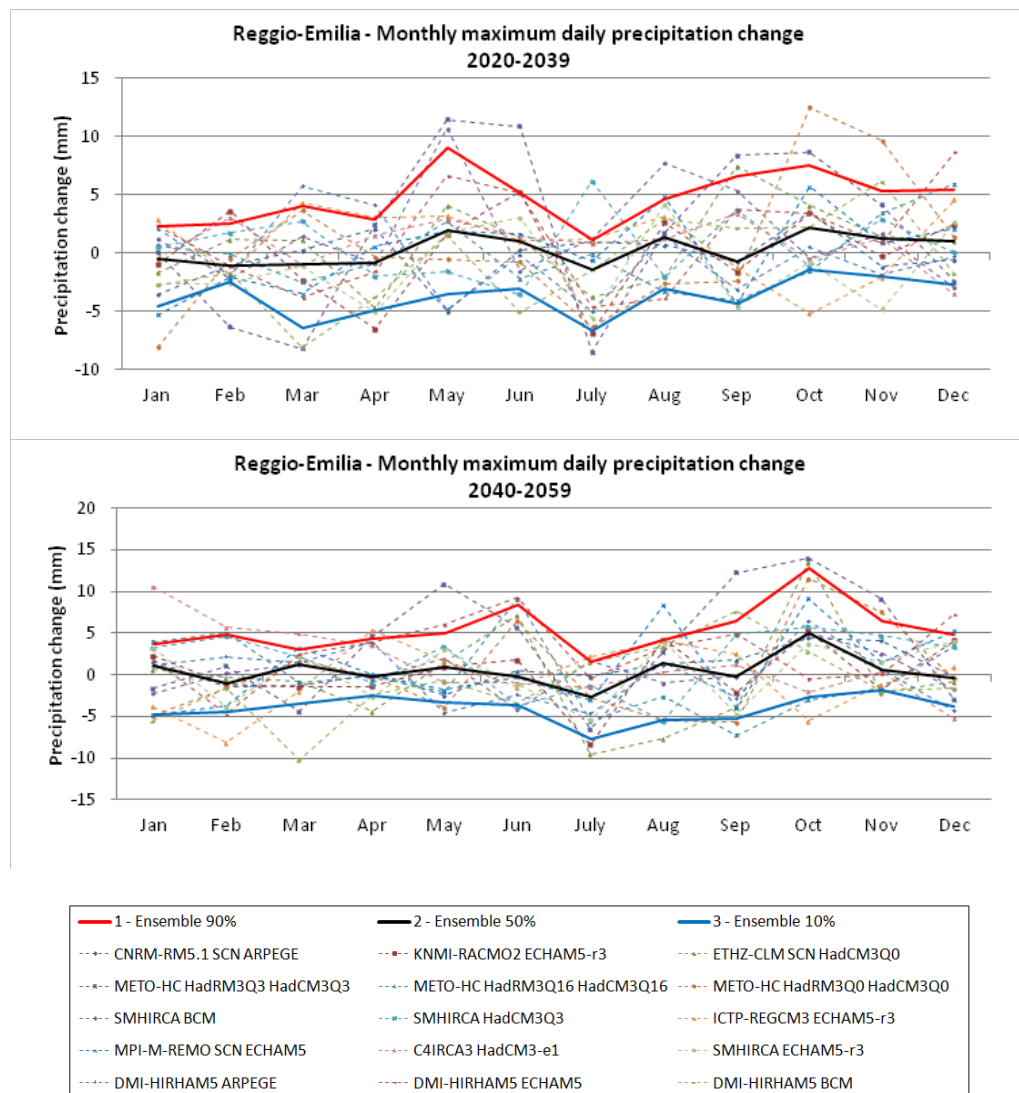 Reggio-Emilia - Monthly maximum daily precipitation change
2020-2039
Precipitation change (mm)
15
10
5
0
-5
-10
Jan Feb Mar Apr May Jun July Aug Sep Oct Nov Dec
Reggio-Emilia - Monthly maximum daily precipitation change
2040-2059
Precipitation change (mm)
20
15
10
5
0
-5
-10
-15
Jan Feb Mar Apr May Jun July Aug Sep Oct Nov Dec
1 - Ensemble 90% 2 - Ensemble 50% 3 - Ensemble 10%
CNRM-RM5.1 SCN ARPEGE KNMI-RACMO2 ECHAM5-r3 ETHZ-CLM SCN HadCM3Q0
METO-HC HadRM3Q3 HadCM3Q3 METO-HC HadRM3Q16 HadCM3Q16 METO-HC HadRM3Q0 HadCM3Q0
SMHIRCA BCM SMHIRCA HadCM3Q3 ICTP-REGCM3 ECHAM5-r3
MPI-M-REMO SCN ECHAM5 C4IRCA3 HadCM3-e1 SMHIRCA ECHAM5-r3
DMI-HIRHAM5 ARPEGE DMI-HIRHAM5 ECHAM5 DMI-HIRHAM5 BCM